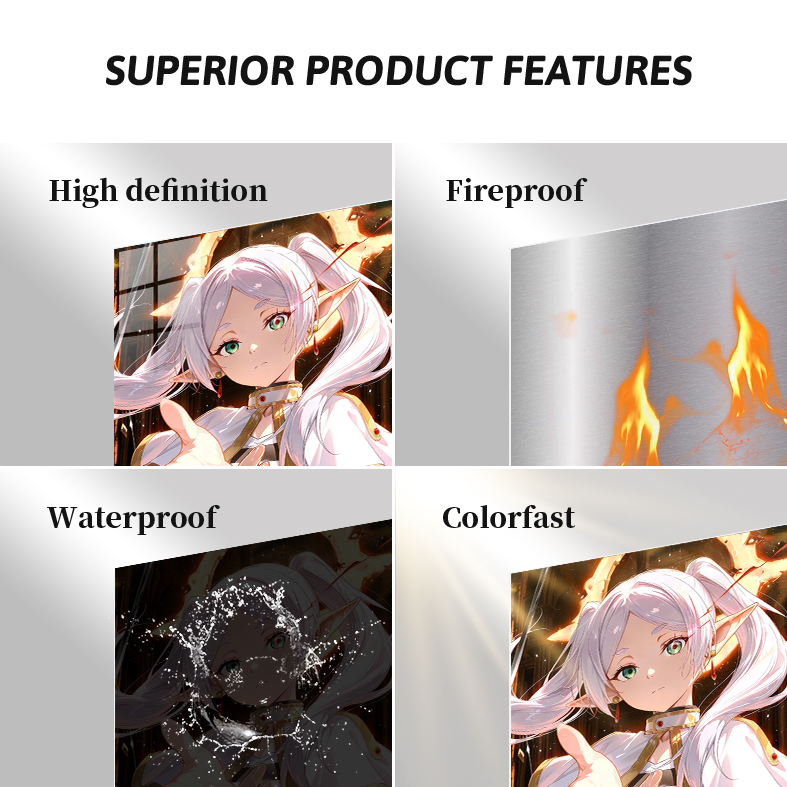 SUPERIOR PRODUCT FEATURES
High definition
Fireproof
Waterproof
Colorfast